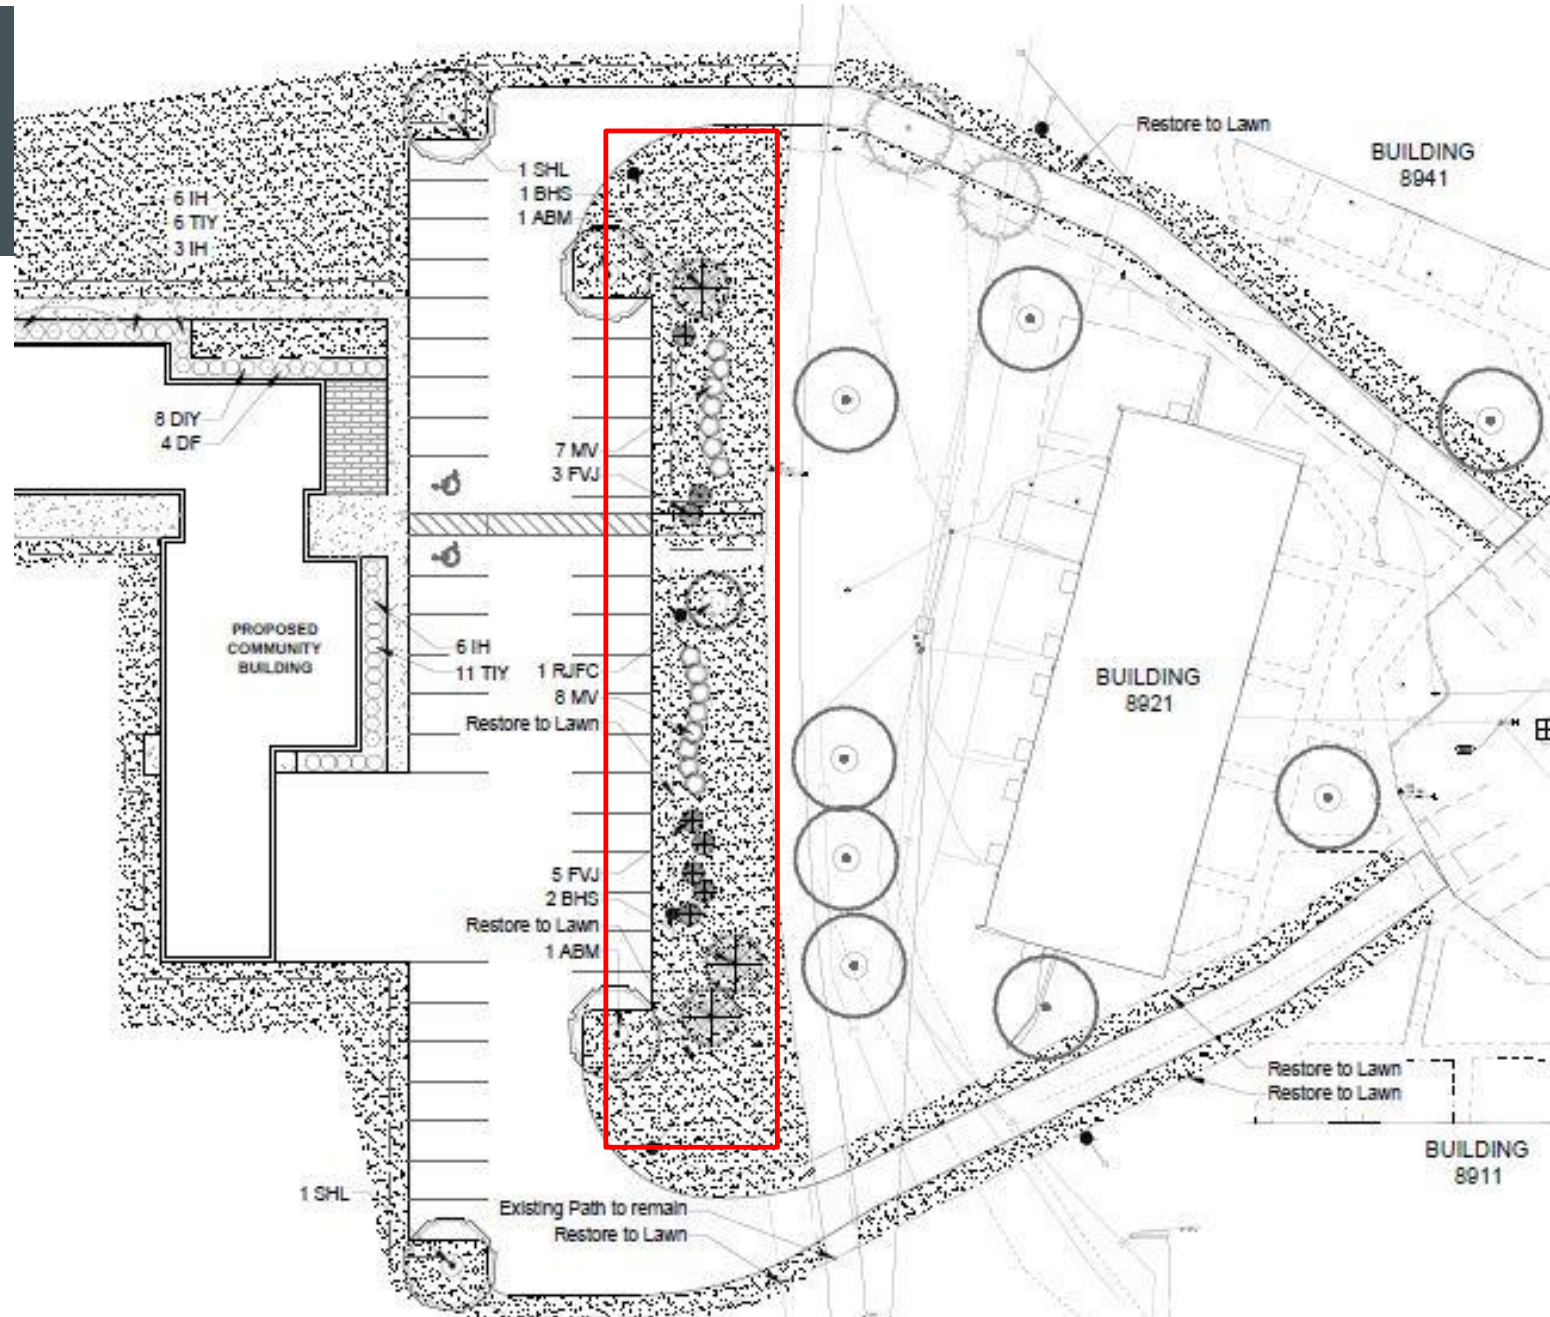 Restore to Lawn
BUILDING
8941
1 SHL
1 BHS
1 ABM
6 IH
6 TIY
3 IH
8 DIY
4 DF
7 MV
3 FVJ
PROPOSED
COMMUNITY
BUILDING
6 IH
11 TIY
1 RJFC
8 MV
Restore to Lawn
BUILDING
8921
5 FVJ
2 BHS
Restore to Lawn
1 ABM
Restore to Lawn
Restore to Lawn
BUILDING
8911
1 SHL
Existing Path to remain
Restore to Lawn